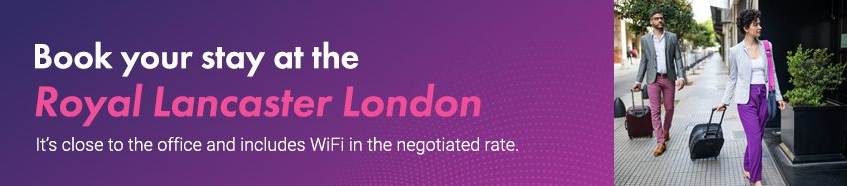 Book your stay at the
Royal Lancaster London
It's close to the office and includes WiFi in the negotiated rate.